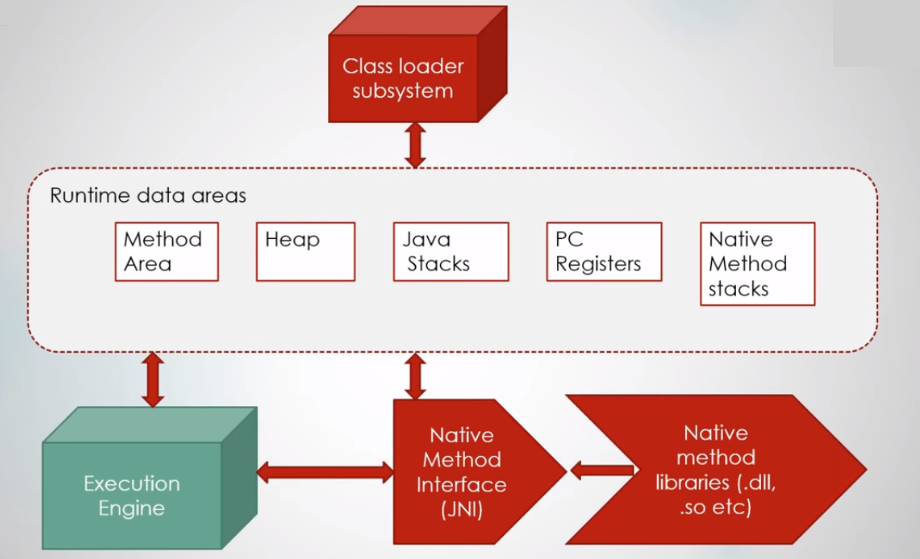 Class loader
subsystem
Runtime data areas
Method
Area
Heap
Java
Stacks
PC
Registers
Native
Method
stacks
Execution
Engine
Native
Method
Interface
(JNI)
Native
method
libraries (.dll,
.so etc)